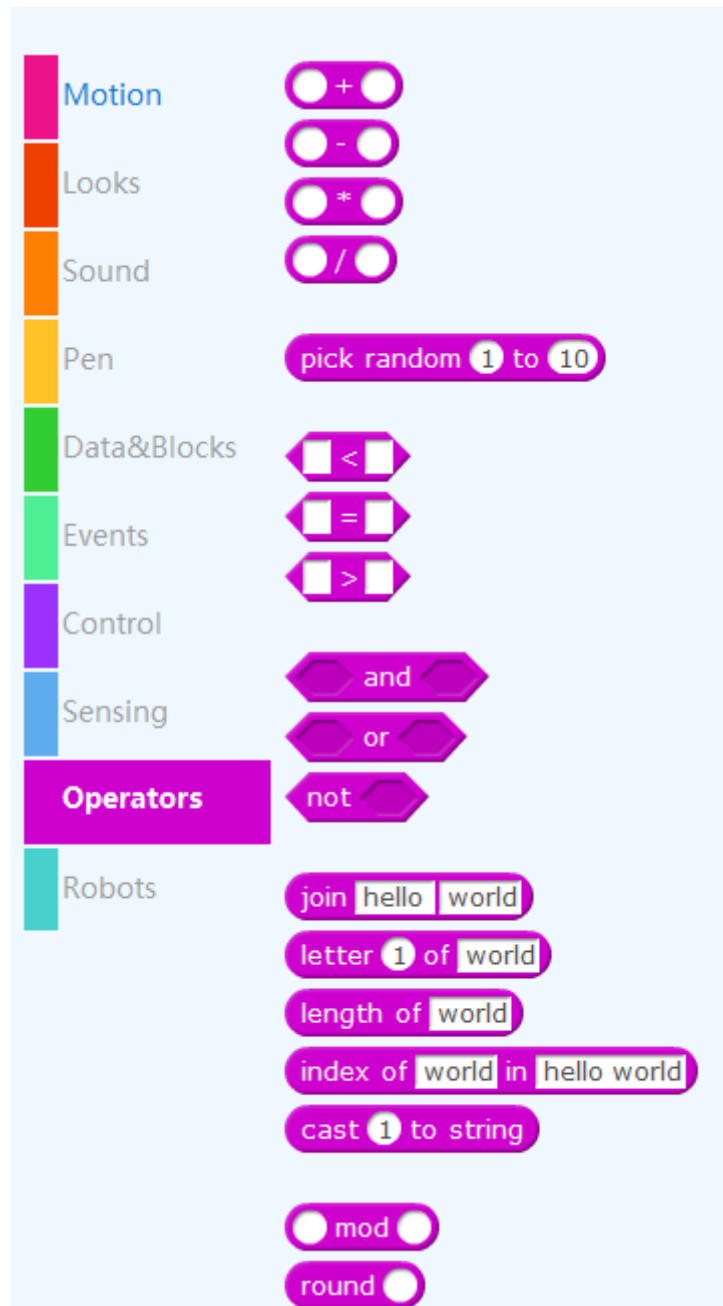 Motion
Looks
Sound
Pen
Data&Blocks
Events
Control
Sensing
Operators
Robots
+
-
*
/
pick random 1 to 10
<
=
>
and
or
not
join hello world
letter 1 of world
length of world
index of world in hello world
cast 1 to string
mod
round